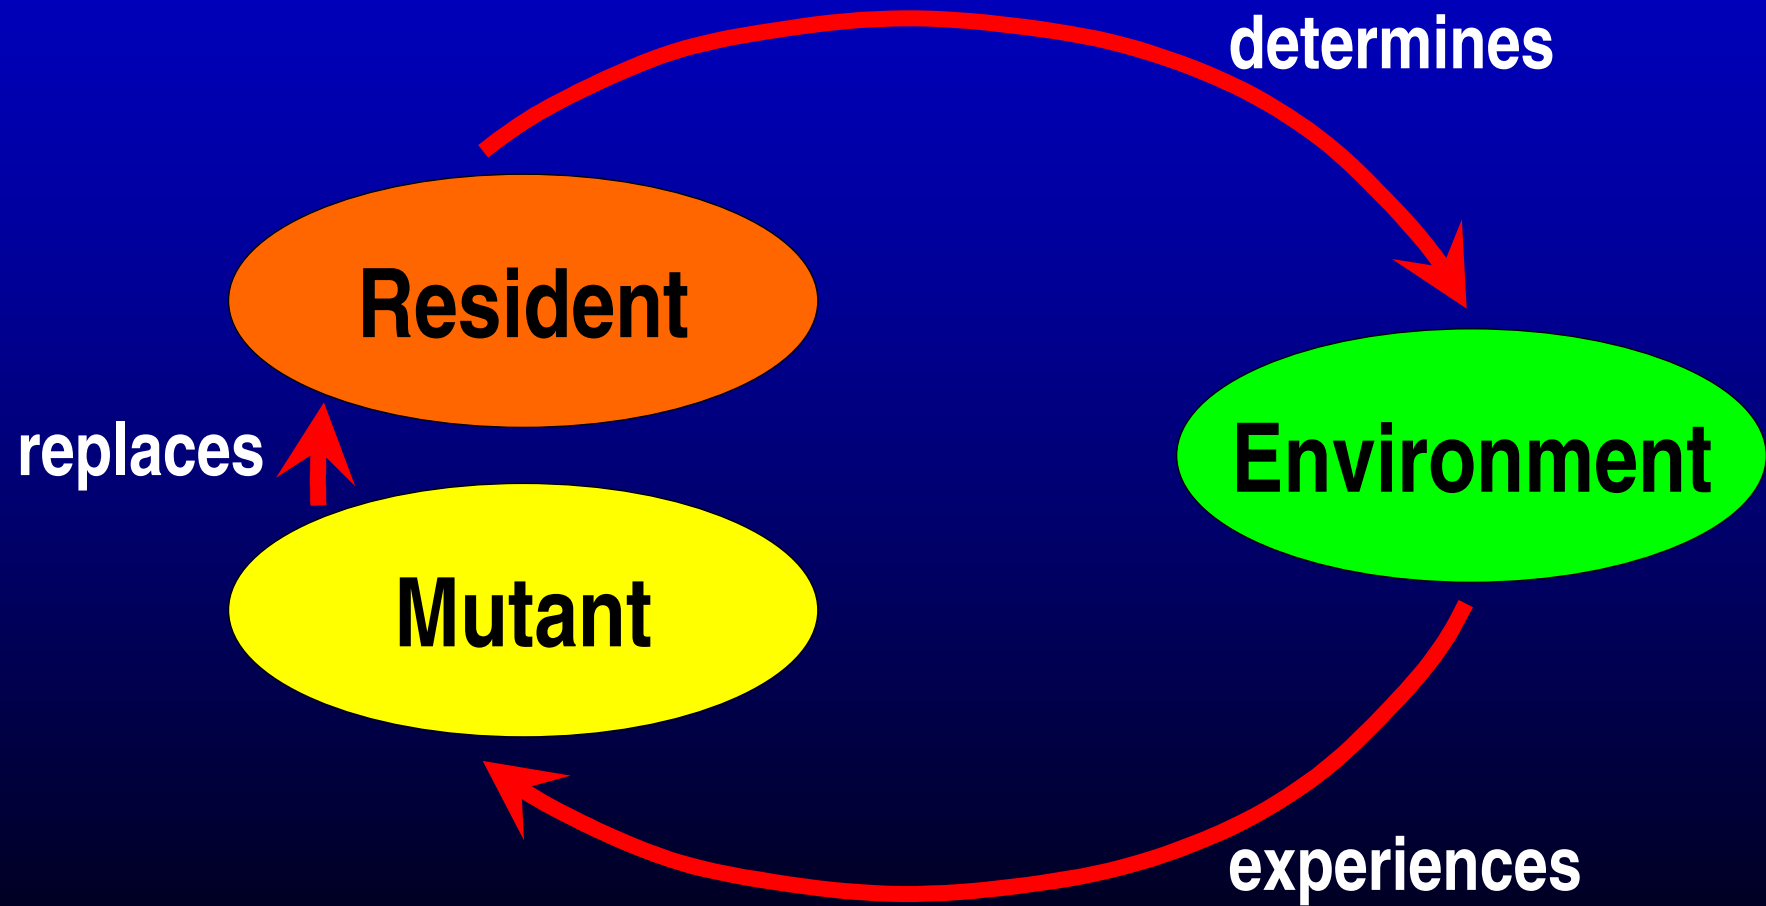 determines
Resident
replaces
Environment
Mutant
experiences